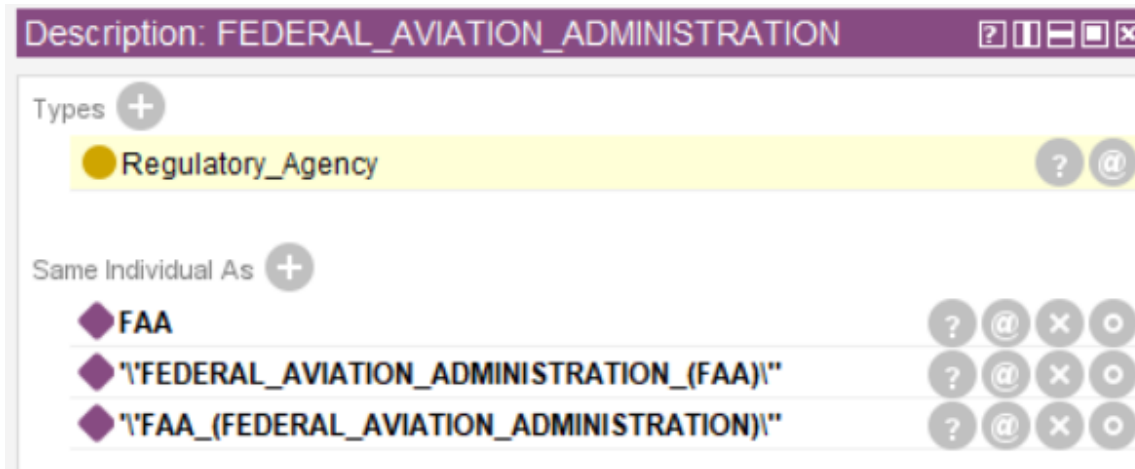 Description: FEDERAL_AVIATION_ADMINISTRATION
Types
Regulatory_Agency
Same Individual As
FAA
'\'FEDERAL_AVIATION_ADMINISTRATION_(FAA)\''
'\'FAA_(FEDERAL_AVIATION_ADMINISTRATION)\''